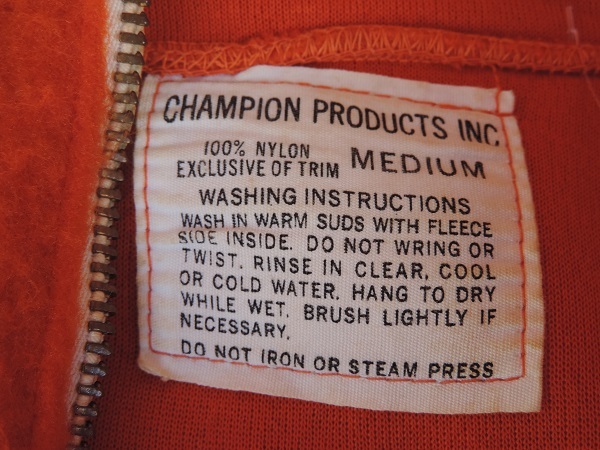 CHAMPION PRODUCTS INC
100% NYLON
EXCLUSIVE OF TRIM
MEDIUM
WASHING INSTRUCTIONS
WASH IN WARM SUDS WITH FLEECE
SIDE INSIDE. DO NOT WRING OR
TWIST. RINSE IN CLEAR, COOL
OR COLD WATER. HANG TO DRY
WHILE WET. BRUSH LIGHTLY IF
NECESSARY.
DO NOT IRON OR STEAM PRESS